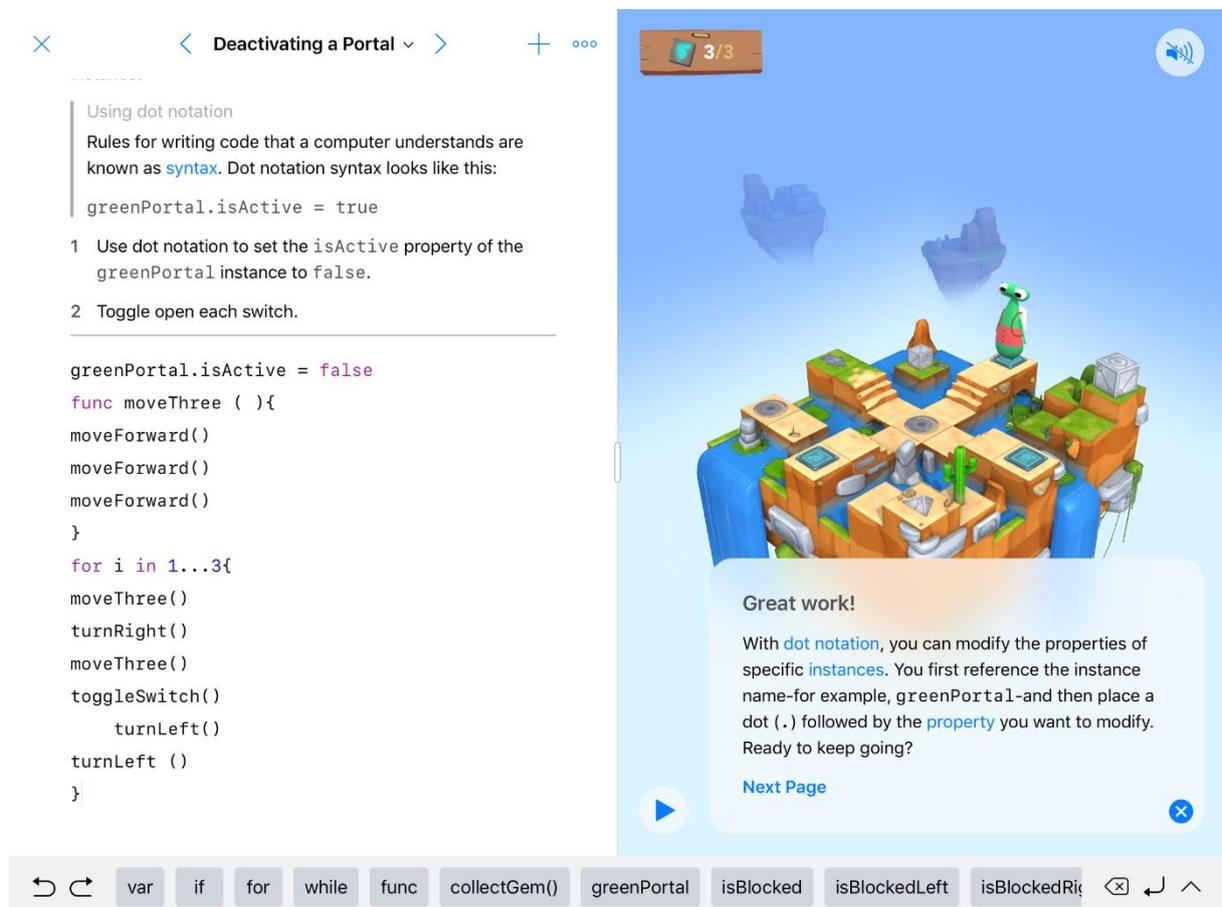 Deactivating a Portal
3/3
Using dot notation
Rules for writing code that a computer understands are
known as syntax. Dot notation syntax looks like this:
greenPortal.isActive = true
1 Use dot notation to set the isActive property of the
greenPortal instance to false.
2 Toggle open each switch.
greenPortal.isActive = false
func moveThree ( ){
moveForward()
moveForward()
moveForward()
}
for i in 1...3{
moveThree()
turnRight()
moveThree()
toggleSwitch()
turnLeft()
turnLeft ()
}
Great work!
With dot notation, you can modify the properties of
specific instances. You first reference the instance
name-for example, greenPortal-and then place a
dot (.) followed by the property you want to modify.
Ready to keep going?
Next Page
var if for while func collectGem() greenPortal isBlocked isBlockedLeft